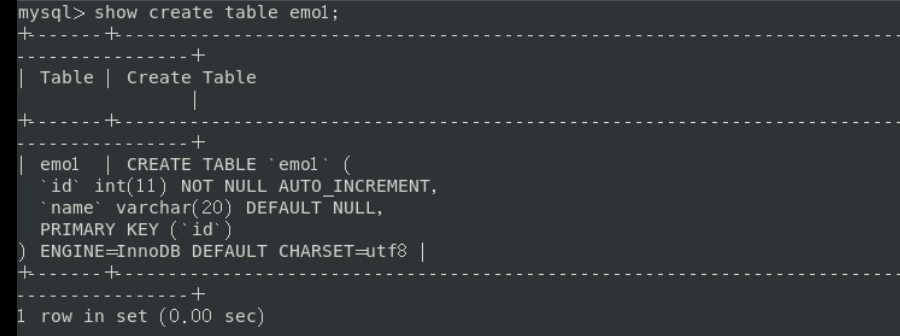 mysql> show create table emo1;
+-------+------------------------------------------------------------------------
----------------+
| Table | Create Table
                |
+-------+------------------------------------------------------------------------
----------------+
| emo1  | CREATE TABLE `emo1` (
  `id` int(11) NOT NULL AUTO_INCREMENT,
  `name` varchar(20) DEFAULT NULL,
  PRIMARY KEY (`id`)
) ENGINE=InnoDB DEFAULT CHARSET=utf8 |
+-------+------------------------------------------------------------------------
----------------+
1 row in set (0.00 sec)